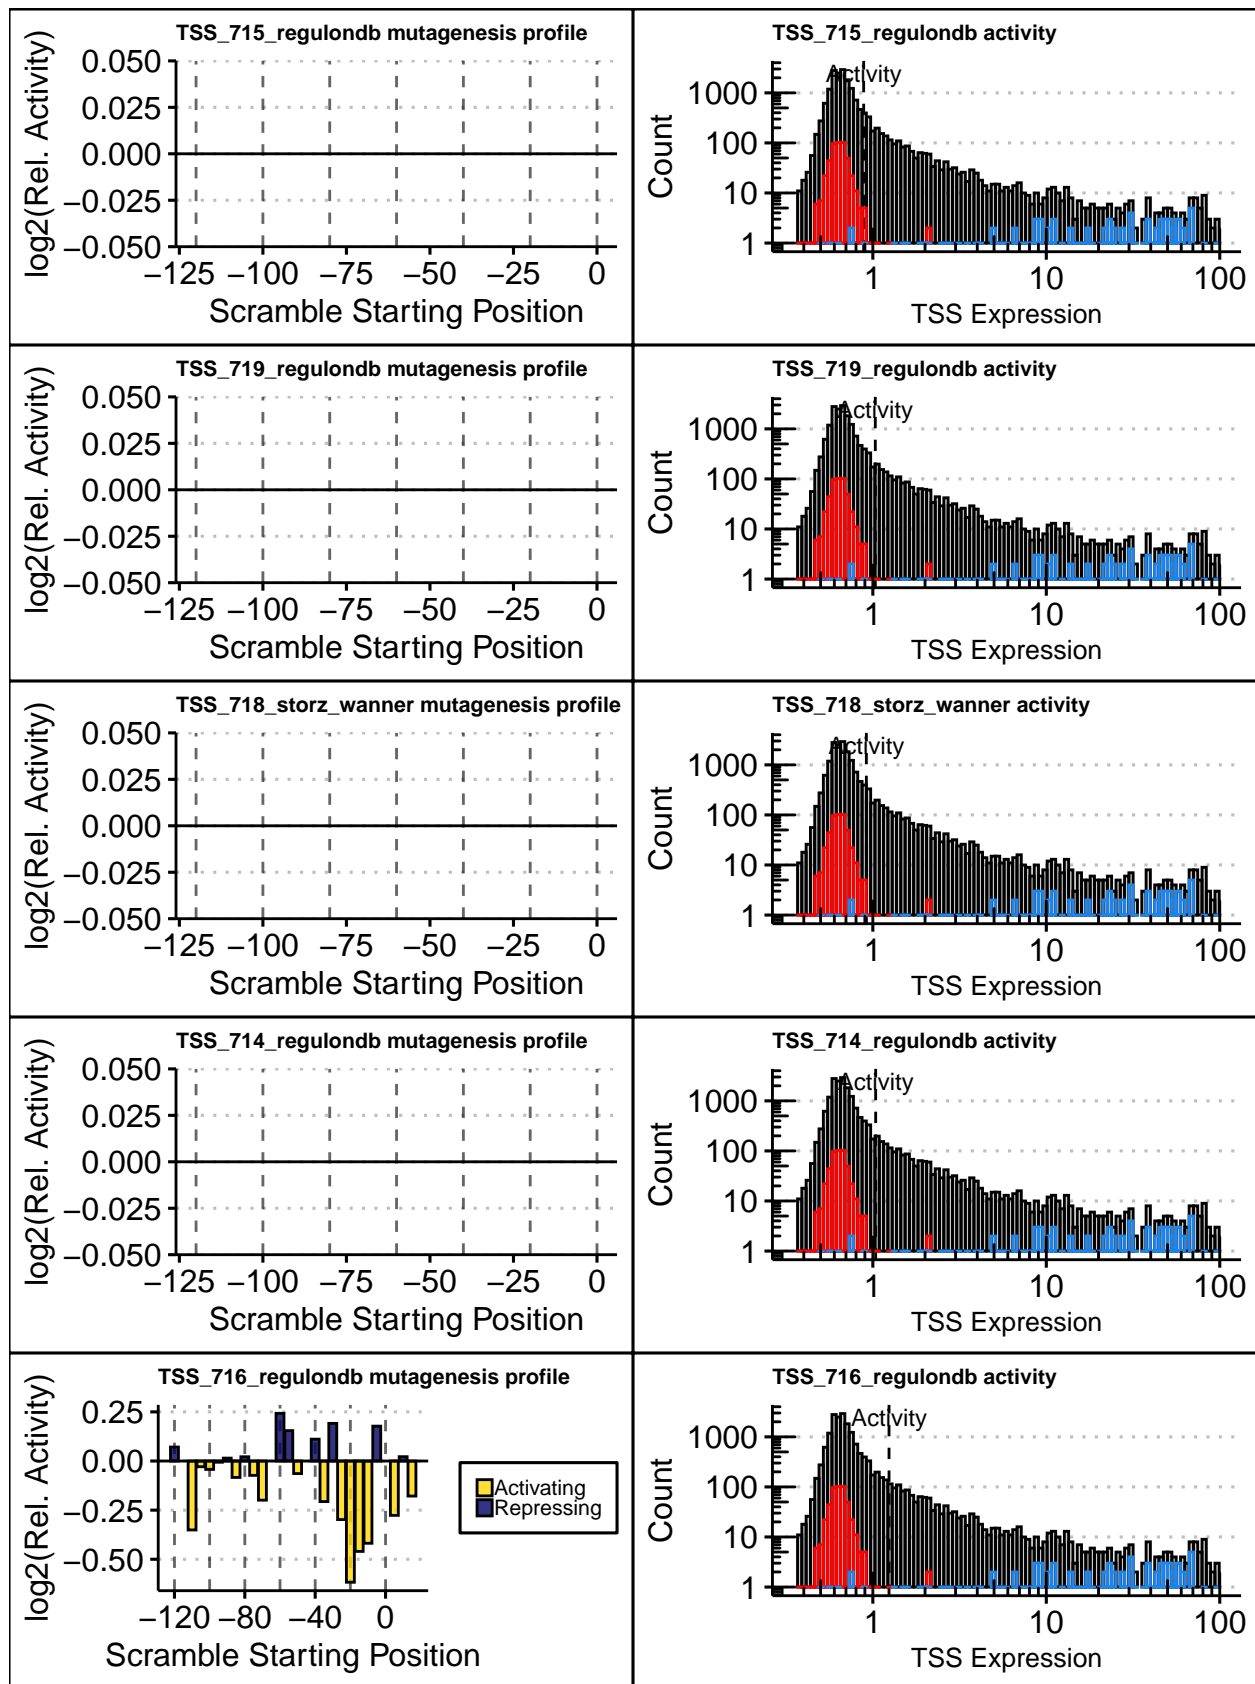 TSS_715_regulondb mutagenesis profile
log2(Rel. Activity)
0.050
0.025
0.000
−0.025
−0.050
−125 −100 −75 −50 −25 0
Scramble Starting Position
TSS_715_regulondb activity
Activity
Count
1000
100
10
1
1 10 100
TSS Expression
TSS_719_regulondb mutagenesis profile
log2(Rel. Activity)
0.050
0.025
0.000
−0.025
−0.050
−125 −100 −75 −50 −25 0
Scramble Starting Position
TSS_719_regulondb activity
Activity
Count
1000
100
10
1
1 10 100
TSS Expression
TSS_718_storz_wanner mutagenesis profile
log2(Rel. Activity)
0.050
0.025
0.000
−0.025
−0.050
−125 −100 −75 −50 −25 0
Scramble Starting Position
TSS_718_storz_wanner activity
Activity
Count
1000
100
10
1
1 10 100
TSS Expression
TSS_714_regulondb mutagenesis profile
log2(Rel. Activity)
0.050
0.025
0.000
−0.025
−0.050
−125 −100 −75 −50 −25 0
Scramble Starting Position
TSS_714_regulondb activity
Activity
Count
1000
100
10
1
1 10 100
TSS Expression
TSS_716_regulondb mutagenesis profile
log2(Rel. Activity)
0.25
0.00
−0.25
−0.50
−120 −80 −40 0
Scramble Starting Position
Activating
Repressing
TSS_716_regulondb activity
Activity
Count
1000
100
10
1
1 10 100
TSS Expression